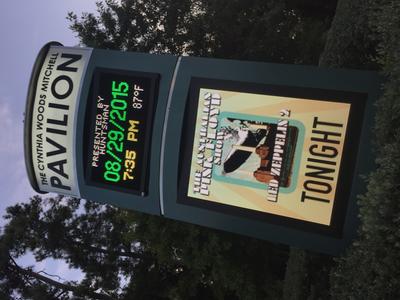 THE CYNTHIA WOODS MITCHELL
PAVILION
PRESENTED BY
HUNTSMAN
08/29/2015
7:35 PM 87°F
THE AUSTRALIAN
PINK FLOYD
SHOW AND
LED ZEPPELIN 2
TONIGHT